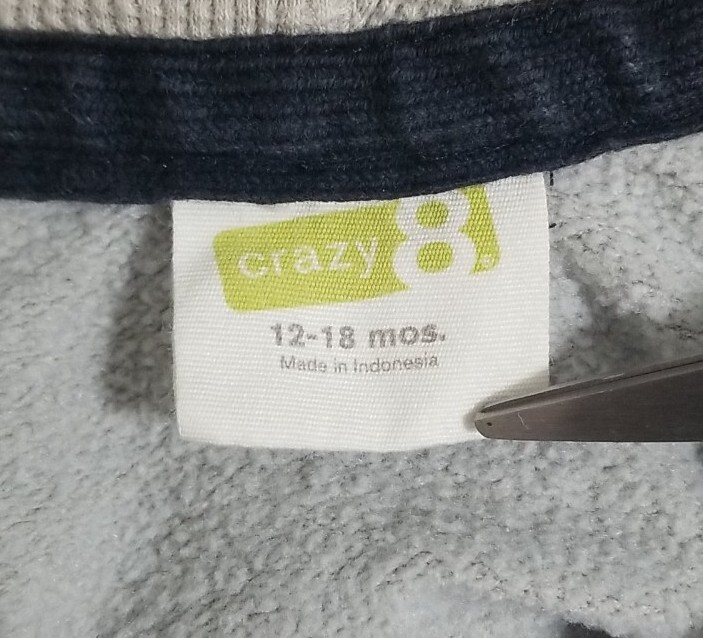 crazy 8.
12-18 mos.
Made in Indonesia